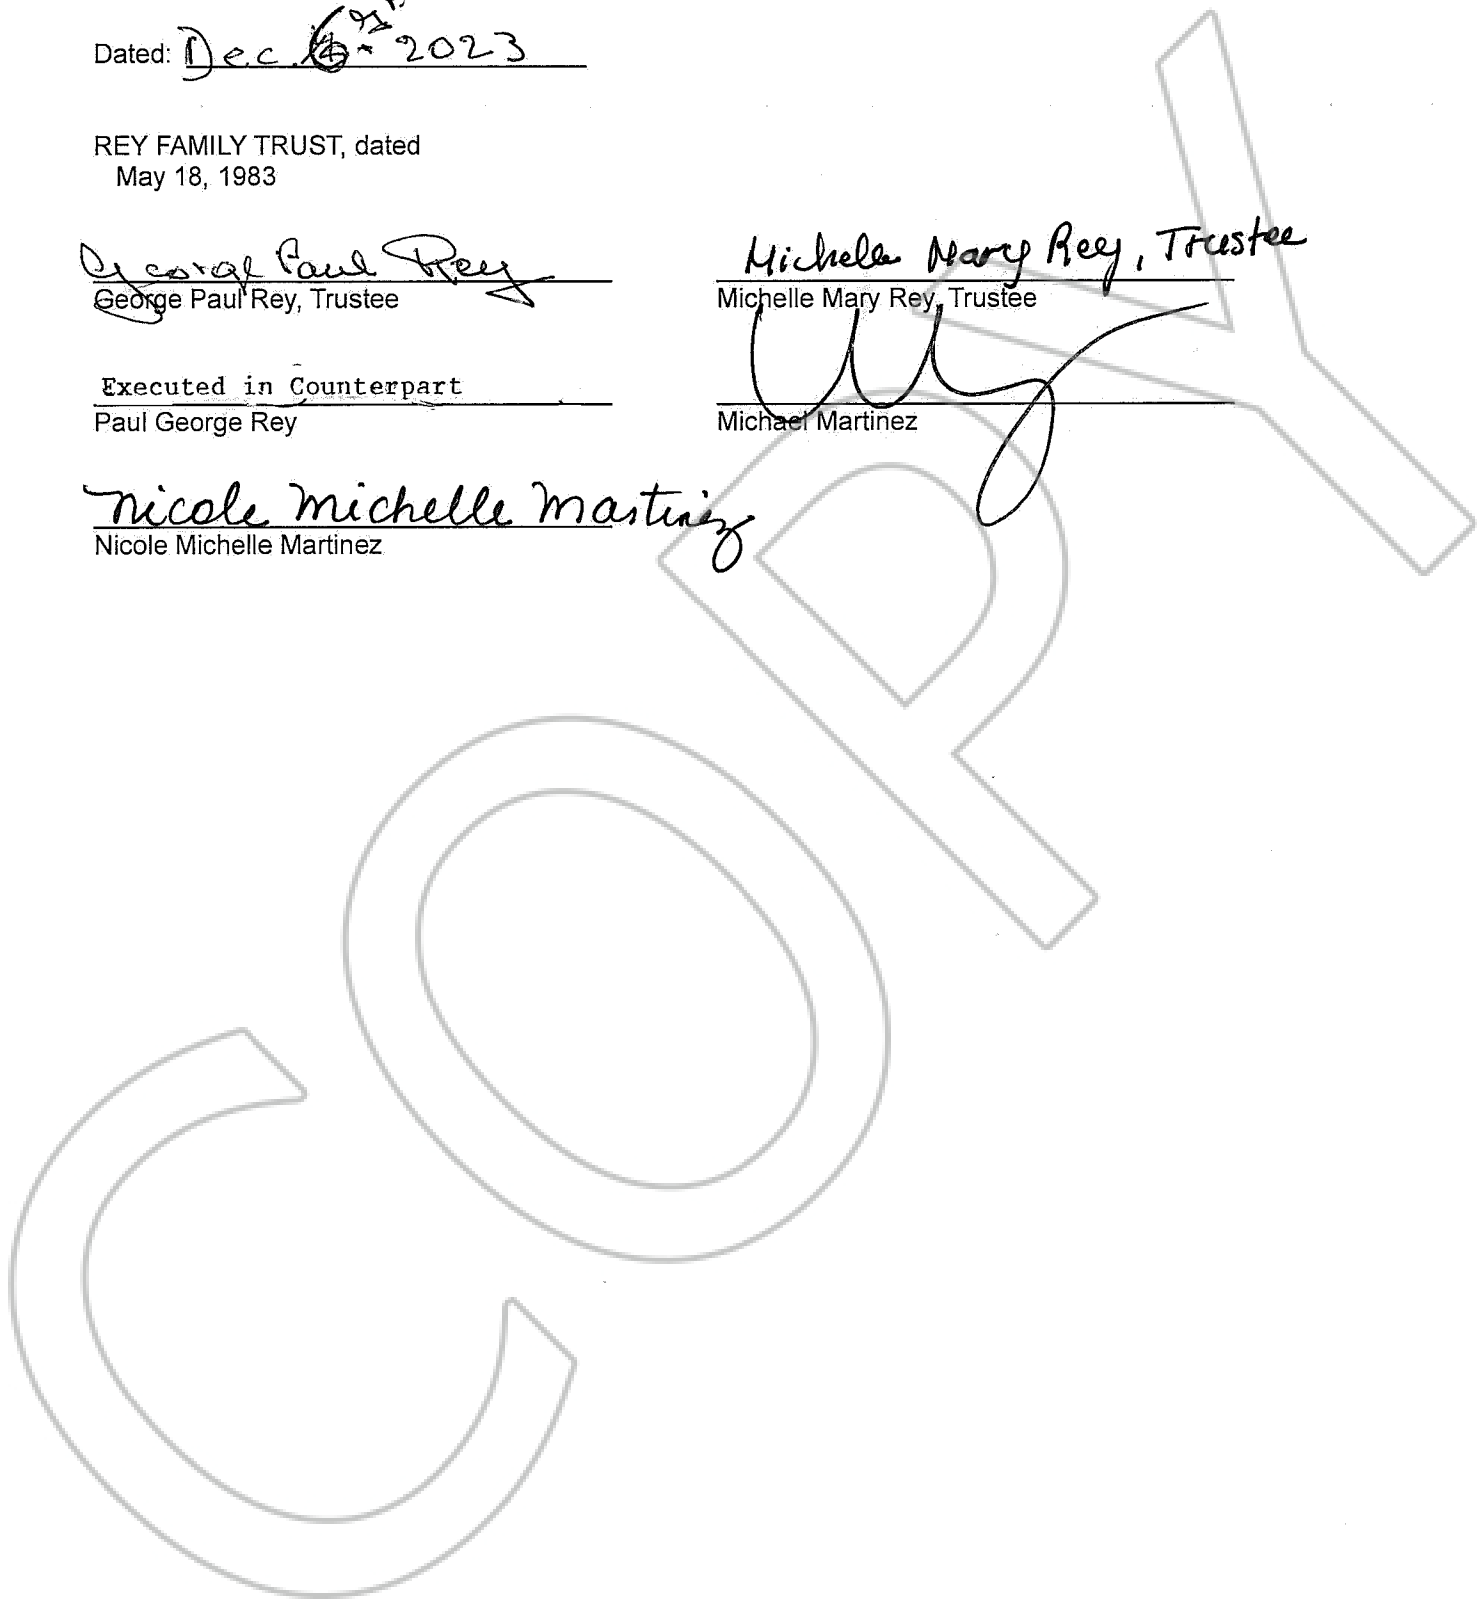 Dated: Dec. 2023
REY FAMILY TRUST, dated
May 18, 1983
George Paul Rey
Michelle Mary Rey, Trustee
George Paul Rey, Trustee
Michelle Mary Rey, Trustee
Executed in Counterpart
Paul George Rey
Michael Martinez
Nicole Michelle Martinez
Nicole Michelle Martinez
COPY